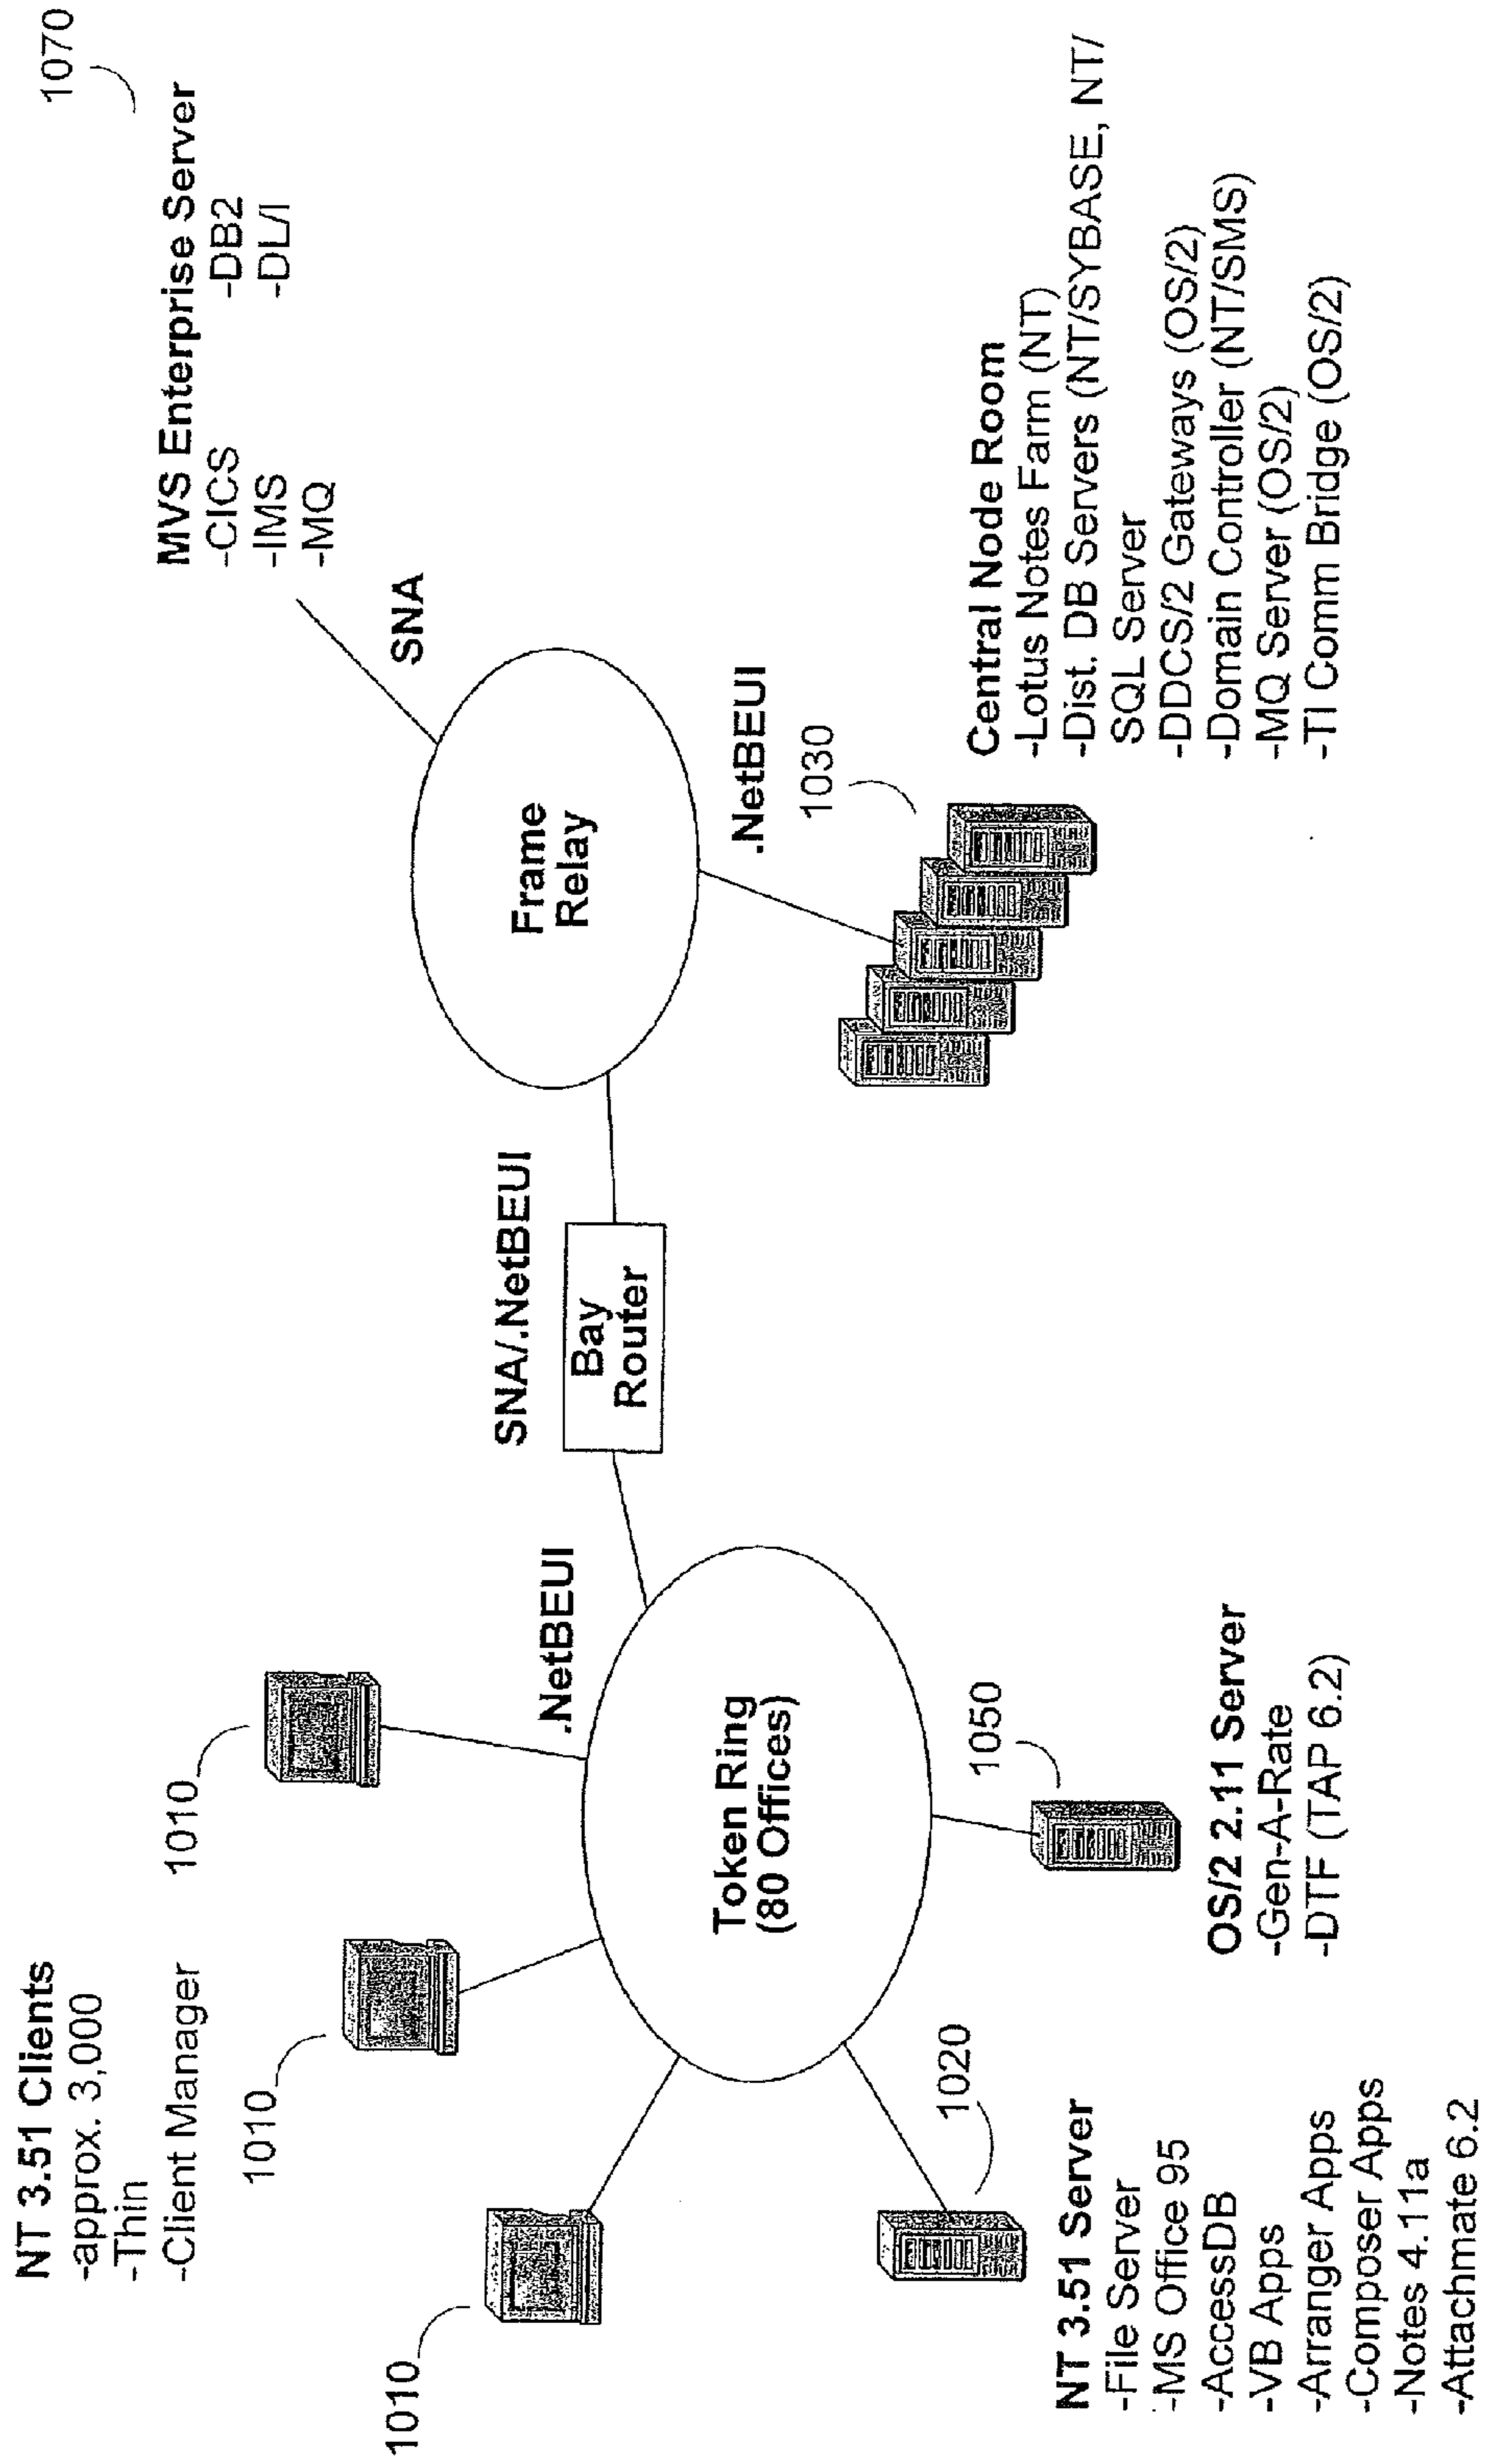 NT 3.51 Clients
-approx. 3,000
-Thin
-Client Manager
1010
1010
1010
.NetBEUI
Token Ring
(80 Offices)
1020
NT 3.51 Server
-File Server
-MS Office 95
-AccessDB
-VB Apps
-Arranger Apps
-Composer Apps
-Notes 4.11a
-Attachmate 6.2
1050
OS/2 2.11 Server
-Gen-A-Rate
-DTF (TAP 6.2)
SNA/.NetBEUI
Bay
Router
Frame
Relay
SNA
MVS Enterprise Server
-CICS -DB2
-IMS -DL/I
-MQ
1070
.NetBEUI
1030
Central Node Room
-Lotus Notes Farm (NT)
-Dist. DB Servers (NT/SYBASE, NT/
SQL Server
-DDCS/2 Gateways (OS/2)
-Domain Controller (NT/SMS)
-MQ Server (OS/2)
-TI Comm Bridge (OS/2)